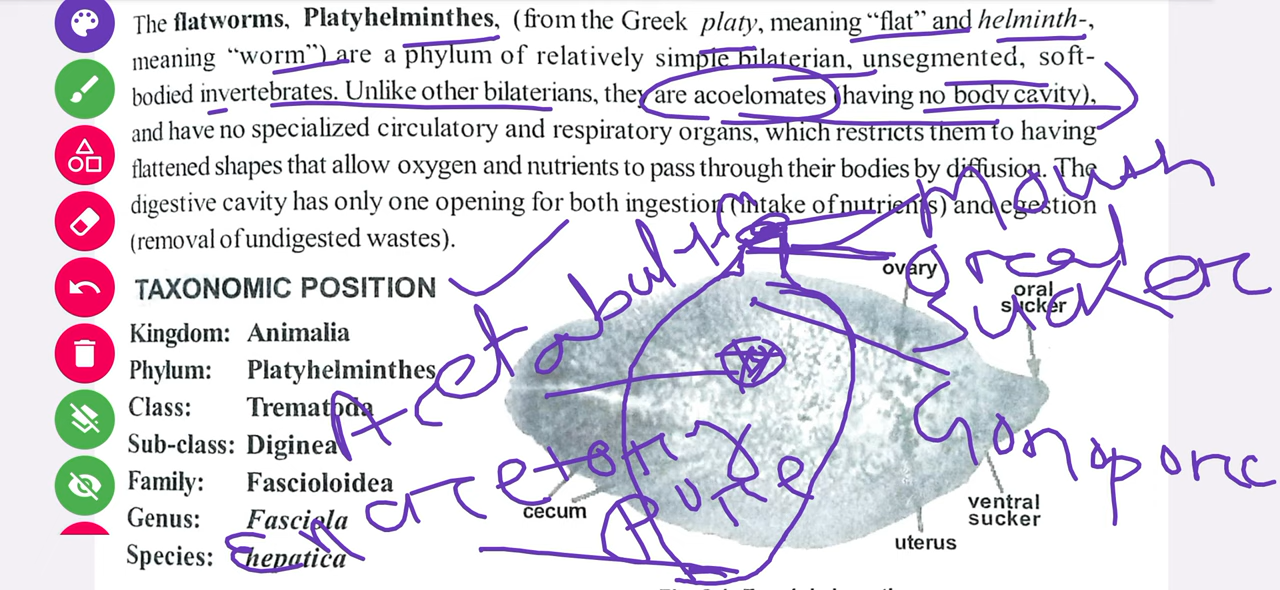 The flatworms, Platyhelminthes, (from the Greek platy, meaning “flat” and helminth-,
meaning “worm”) are a phylum of relatively simple bilaterian, unsegmented, soft-
bodied invertebrates. Unlike other bilaterians, they are acoelomates (having no body cavity),
and have no specialized circulatory and respiratory organs, which restricts them to having
flattened shapes that allow oxygen and nutrients to pass through their bodies by diffusion. The
digestive cavity has only one opening for both ingestion (intake of nutrients) and egestion
(removal of undigested wastes).
Mouth
Oral
Sucker
Acetabulum
TAXONOMIC POSITION
ovary
oral
sucker
Kingdom: Animalia
Phylum: Platyhelminthes
Class: Trematoda
Sub-class: Diginea
Family: Fascioloidea
Genus: Fasciola
Species: hepatica
Gonopore
Pore
cecum
ventral
sucker
uterus